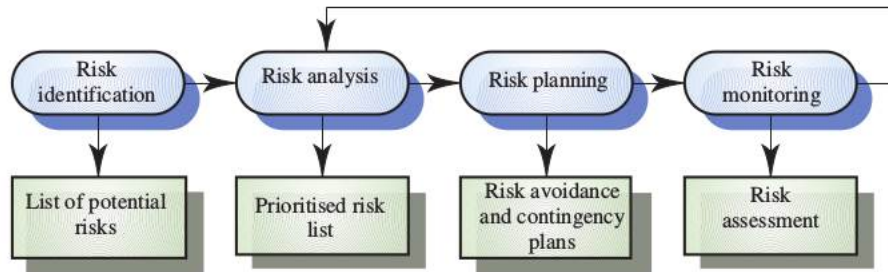 Risk
identification
Risk analysis
Risk planning
Risk
monitoring
List of potential
risks
Prioritised risk
list
Risk avoidance
and contingency
plans
Risk
assessment